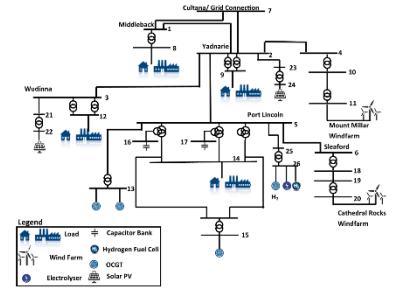 Cultana/ Grid Connection
7
Middleback
1
8
Yadnarie
2
4
9
23
24
10
11
Mount Millar
Windfarm
Wudinna
3
21
12
22
Port Lincoln
5
16
17
14
Sleaford
6
25
26
18
H₂
19
13
20
Cathedral Rocks
Windfarm
15
Legend
Load
Capacitor Bank
Wind Farm
Hydrogen Fuel Cell
OCGT
Electrolyser
Solar PV